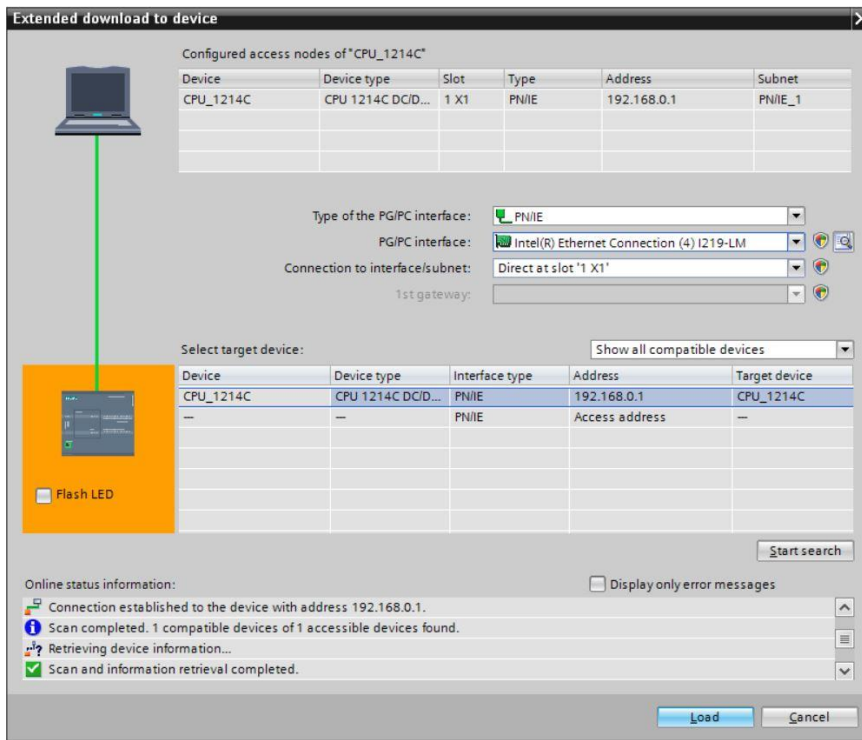 Extended download to device
Configured access nodes of "CPU_1214C"
Device Device type Slot Type Address Subnet
CPU_1214C CPU 1214C DC/D... 1 X1 PN/IE 192.168.0.1 PN/IE_1
Type of the PG/PC interface: PN/IE
PG/PC interface: Intel(R) Ethernet Connection (4) I219-LM
Connection to interface/subnet: Direct at slot '1 X1'
1st gateway:
Select target device: Show all compatible devices
Device Device type Interface type Address Target device
CPU_1214C CPU 1214C DC/D... PN/IE 192.168.0.1 CPU_1214C
— — PN/IE Access address —
Flash LED
Start search
Online status information: Display only error messages
Connection established to the device with address 192.168.0.1.
Scan completed. 1 compatible devices of 1 accessible devices found.
Retrieving device information...
Scan and information retrieval completed.
Load Cancel